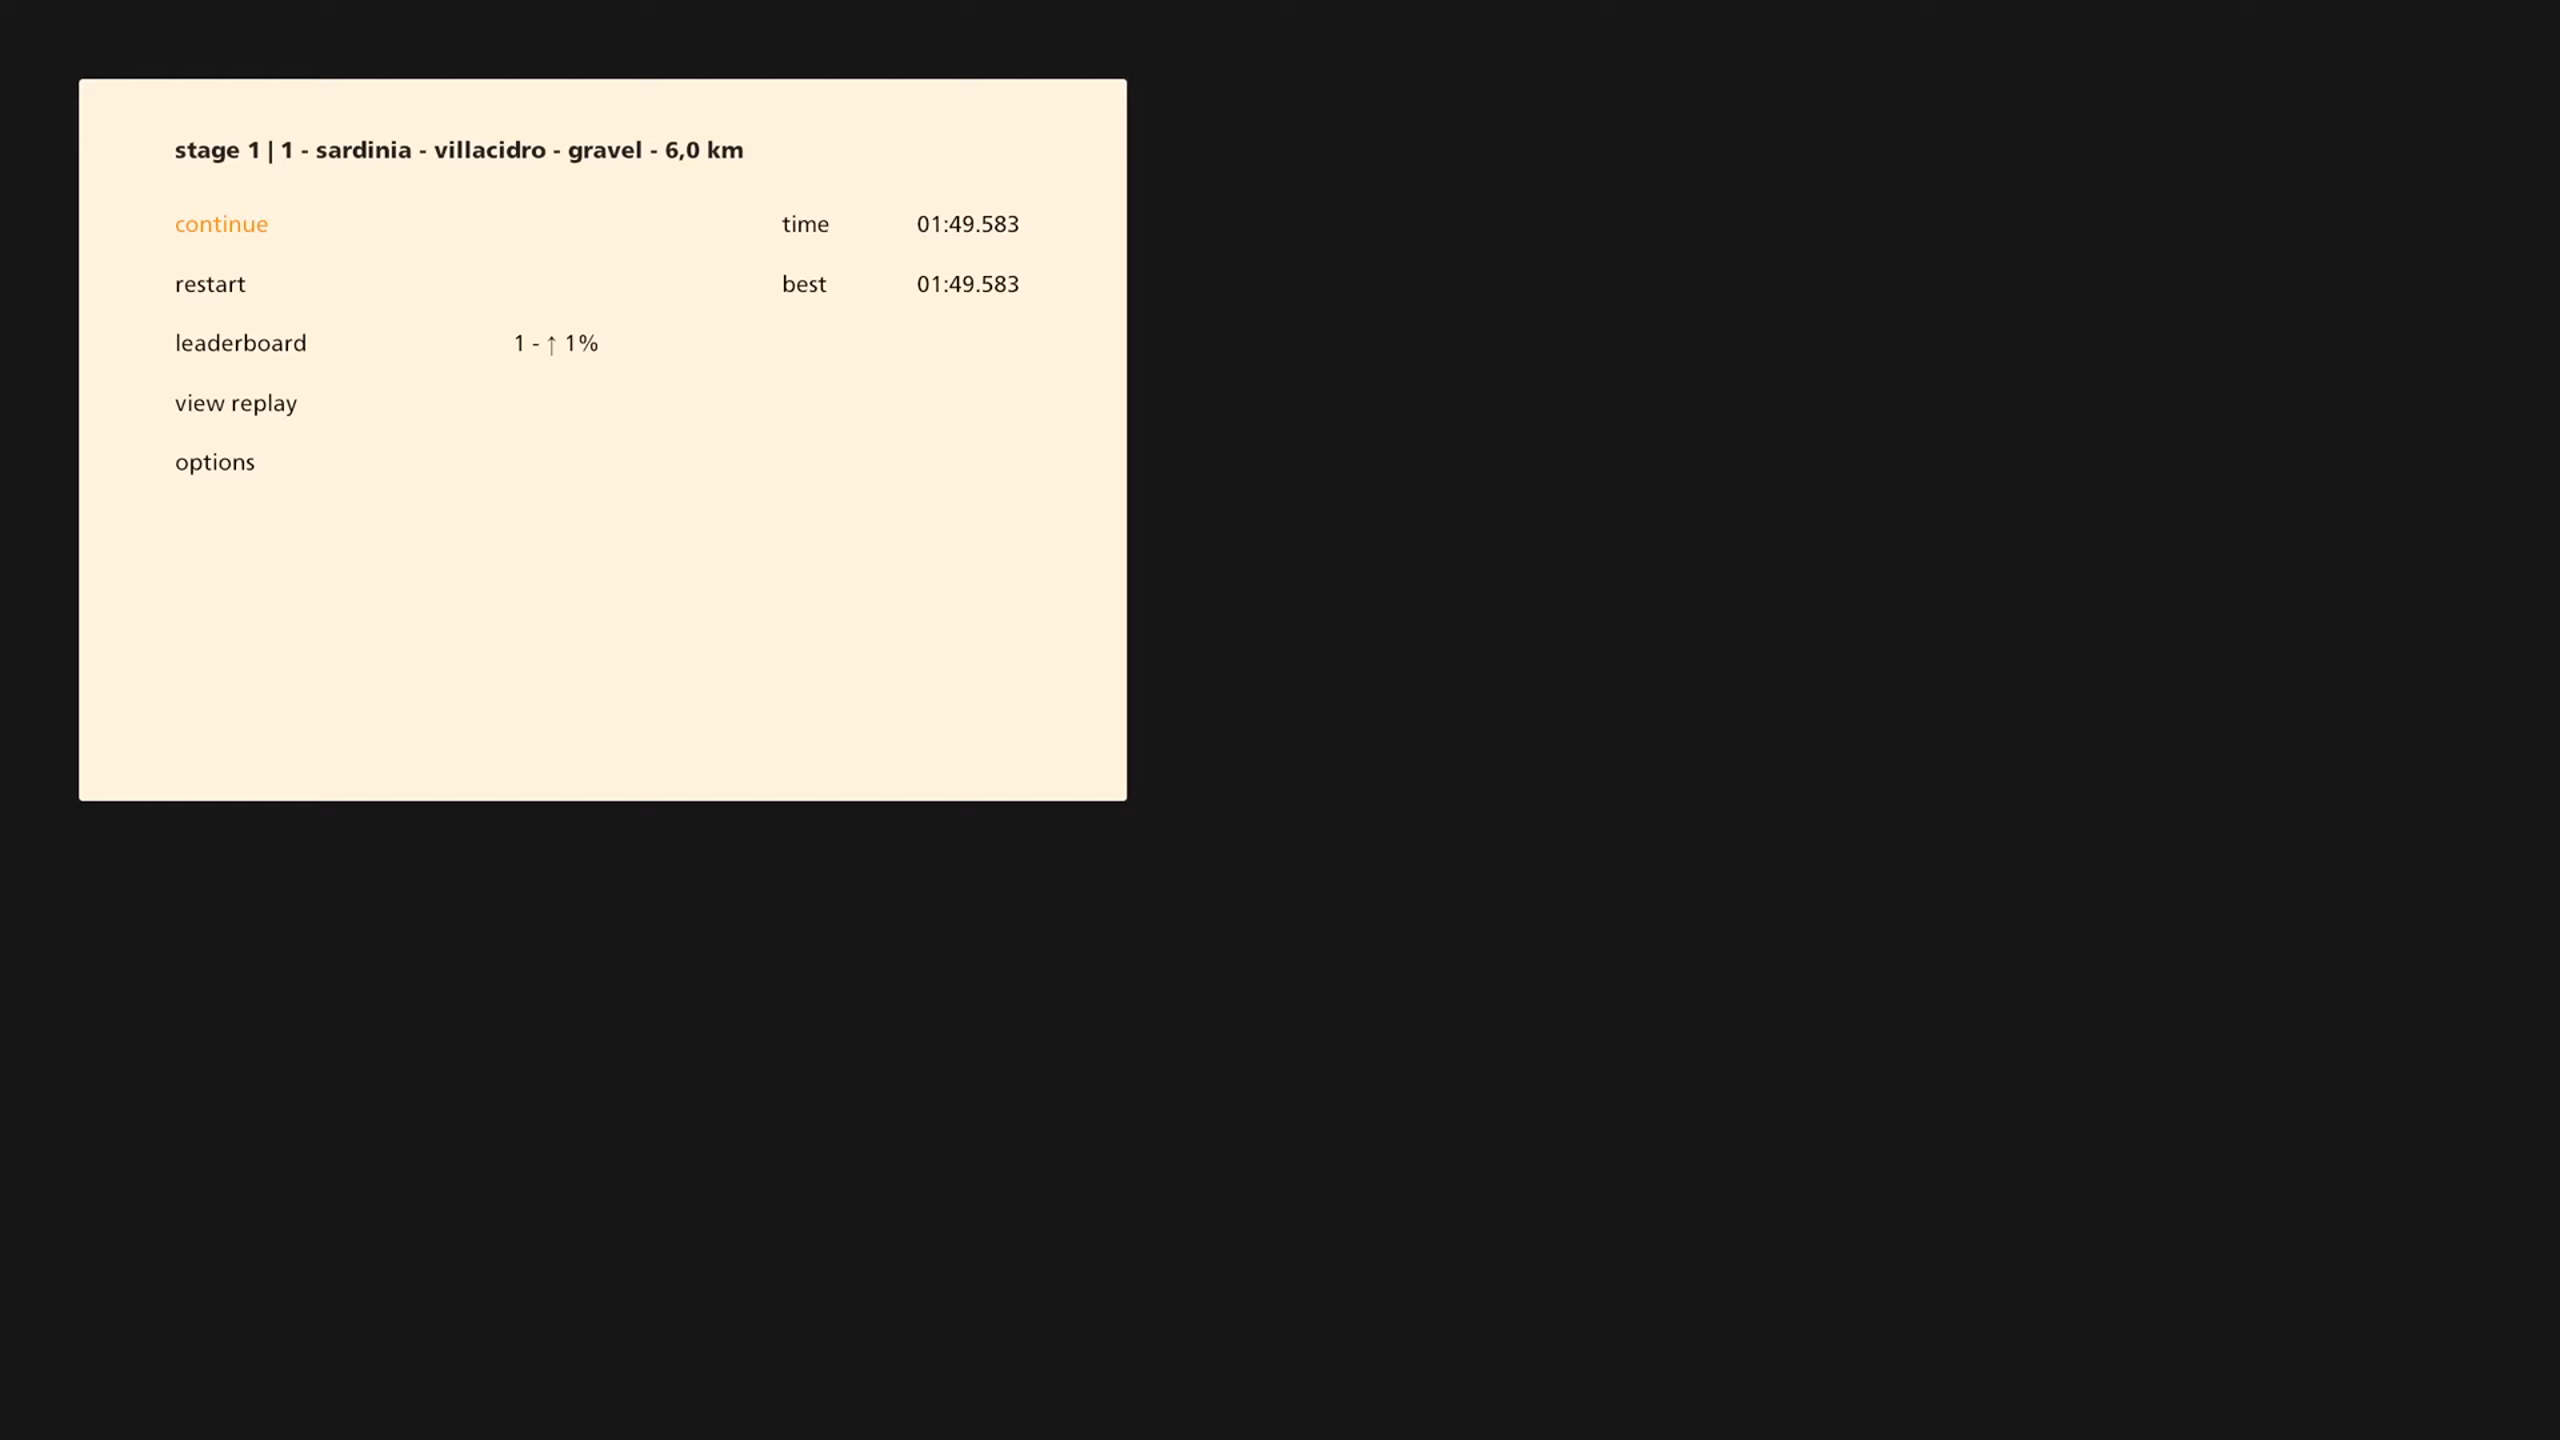 stage 1 | 1 - sardinia - villacidro - gravel - 6,0 km
continue time 01:49.583
restart best 01:49.583
leaderboard 1 - ↑ 1%
view replay
options